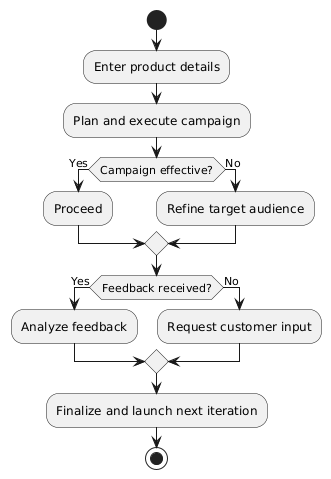 Enter product details
Plan and execute campaign
Yes
Campaign effective?
No
Proceed
Refine target audience
Yes
Feedback received?
No
Analyze feedback
Request customer input
Finalize and launch next iteration